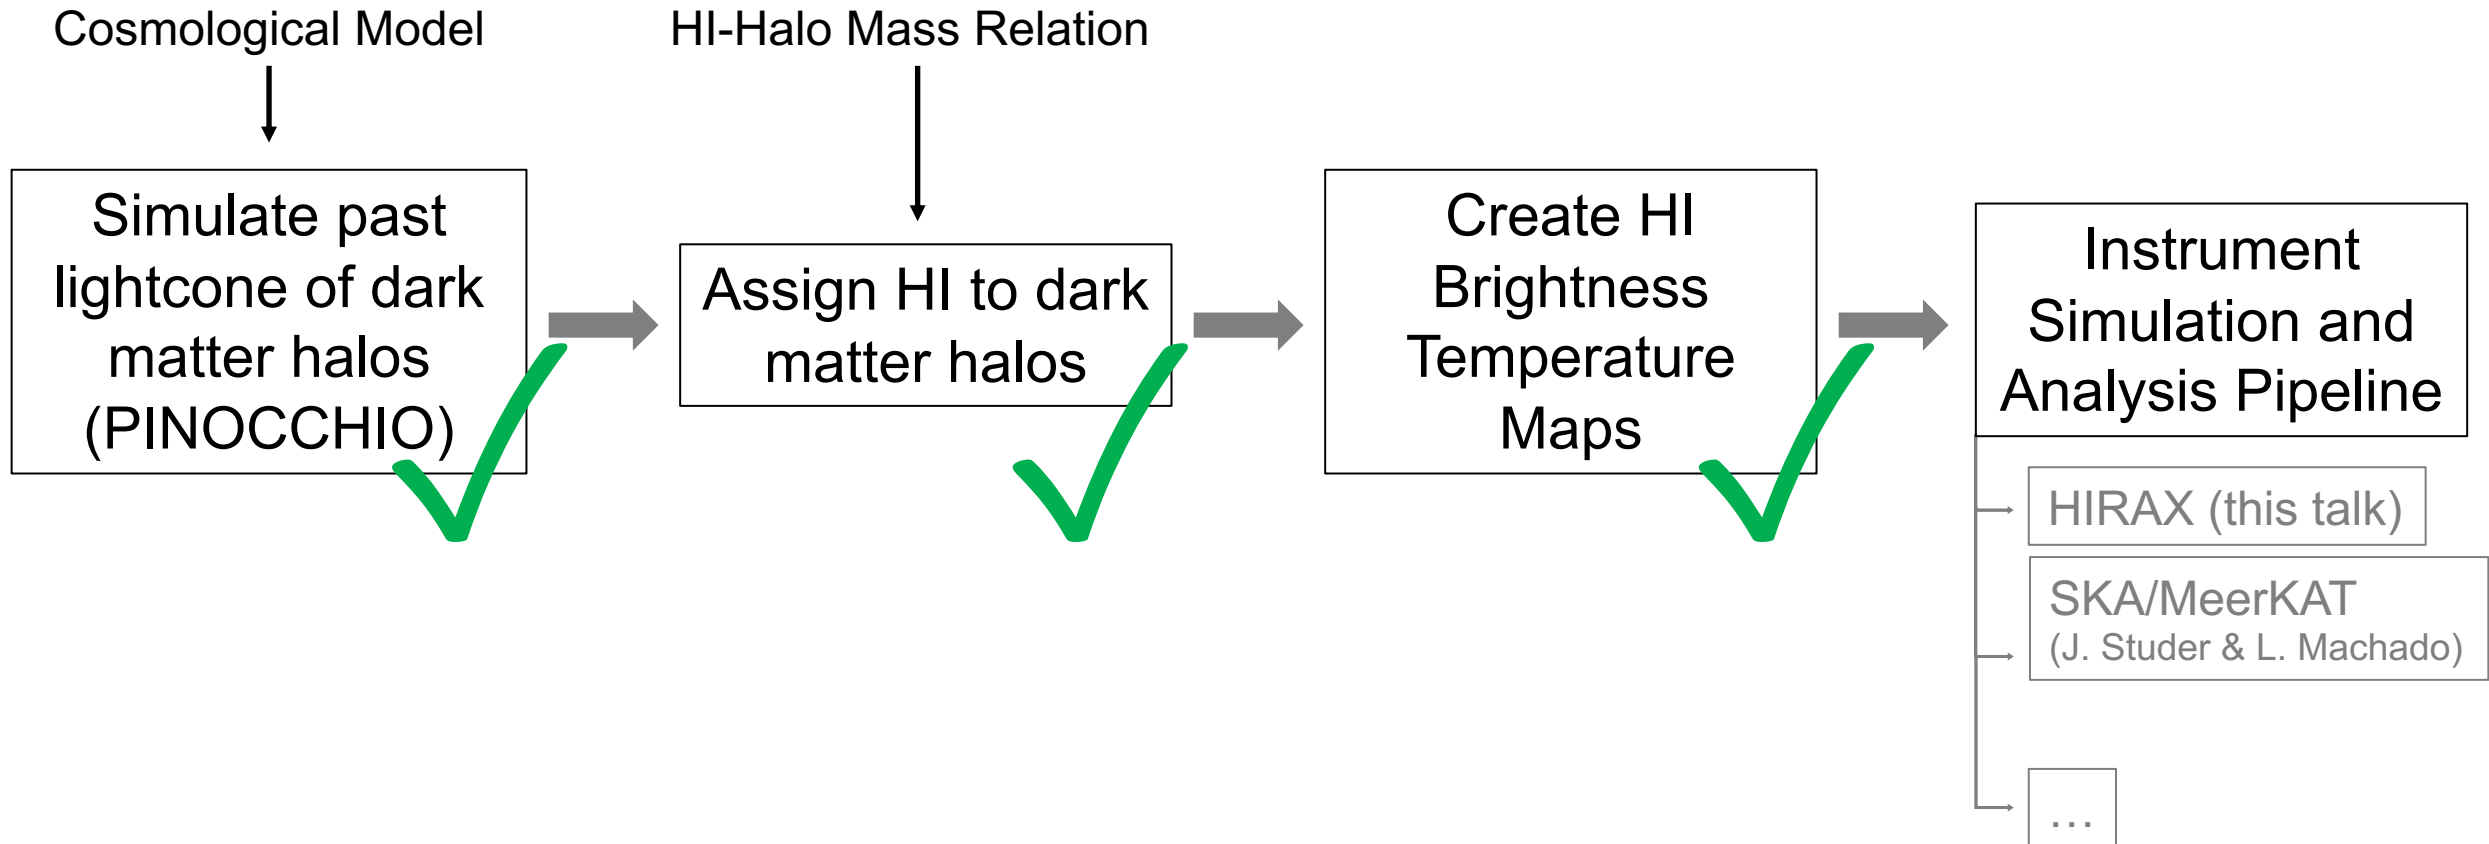 Cosmological Model
HI-Halo Mass Relation
Simulate past
lightcone of dark
matter halos
(PINOCCHIO)
Assign HI to dark
matter halos
Create HI
Brightness
Temperature
Maps
Instrument
Simulation and
Analysis Pipeline
HIRAX (this talk)
SKA/MeerKAT
(J. Studer & L. Machado)
…